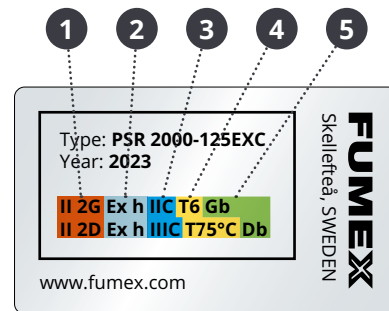 1 2 3 4 5
Type: PSR 2000-125EXC
Year: 2023
II 2G Ex h IIC T6 Gb
II 2D Ex h IIIC T75°C Db
www.fumex.com
FUMEX
Skellefteå, SWEDEN